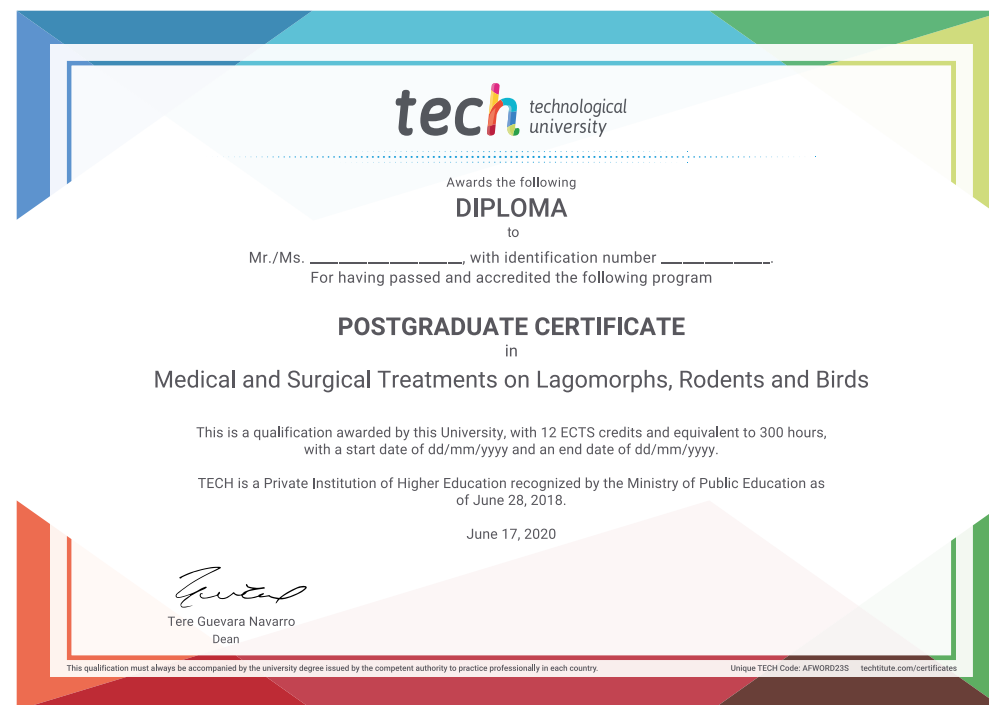 tech technological
university
Awards the following
DIPLOMA
to
Mr./Ms. ____________________, with identification number ______________.
For having passed and accredited the following program
POSTGRADUATE CERTIFICATE
in
Medical and Surgical Treatments on Lagomorphs, Rodents and Birds
This is a qualification awarded by this University, with 12 ECTS credits and equivalent to 300 hours,
with a start date of dd/mm/yyyy and an end date of dd/mm/yyyy.
TECH is a Private Institution of Higher Education recognized by the Ministry of Public Education as
of June 28, 2018.
June 17, 2020
Tere Guevara Navarro
Dean
This qualification must always be accompanied by the university degree issued by the competent authority to practice professionally in each country.
Unique TECH Code: AFWORD23S techtitute.com/certificates